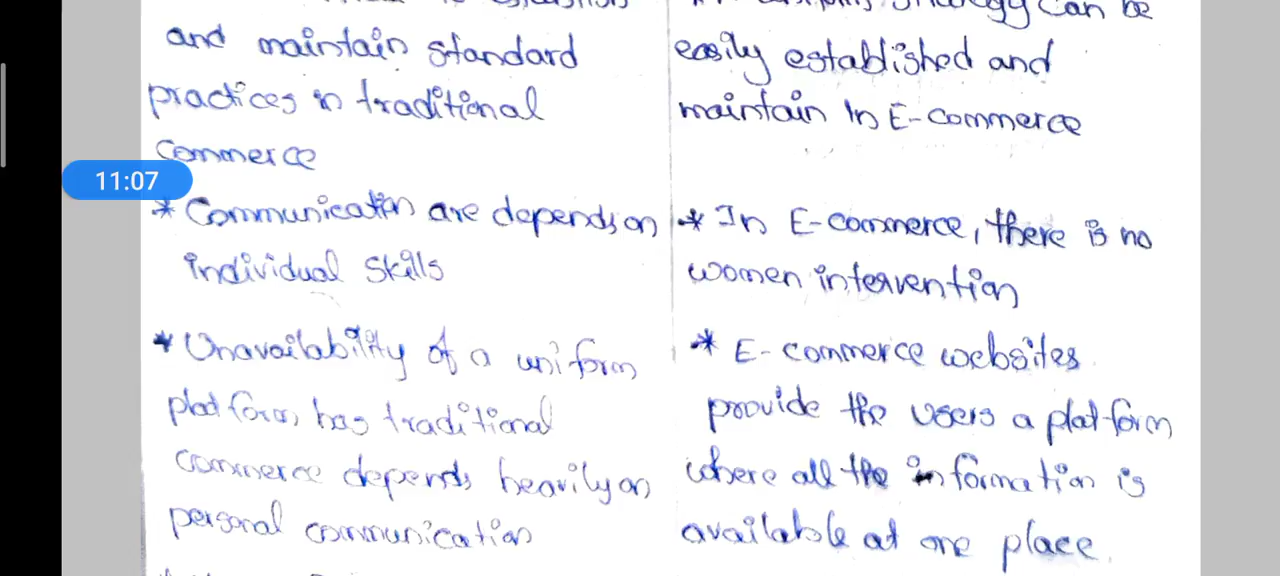 and maintain standard
practices in traditional
commerce
* Communication are depends on
individual skills
* Unavailability of a uniform
platform has traditional
commerce depends heavily on
personal communication
can be
easily established and
maintain in E-commerce
* In E-commerce, there is no
women intervention
* E-commerce websites
provide the users a platform
where all the information is
available at one place.
11:07